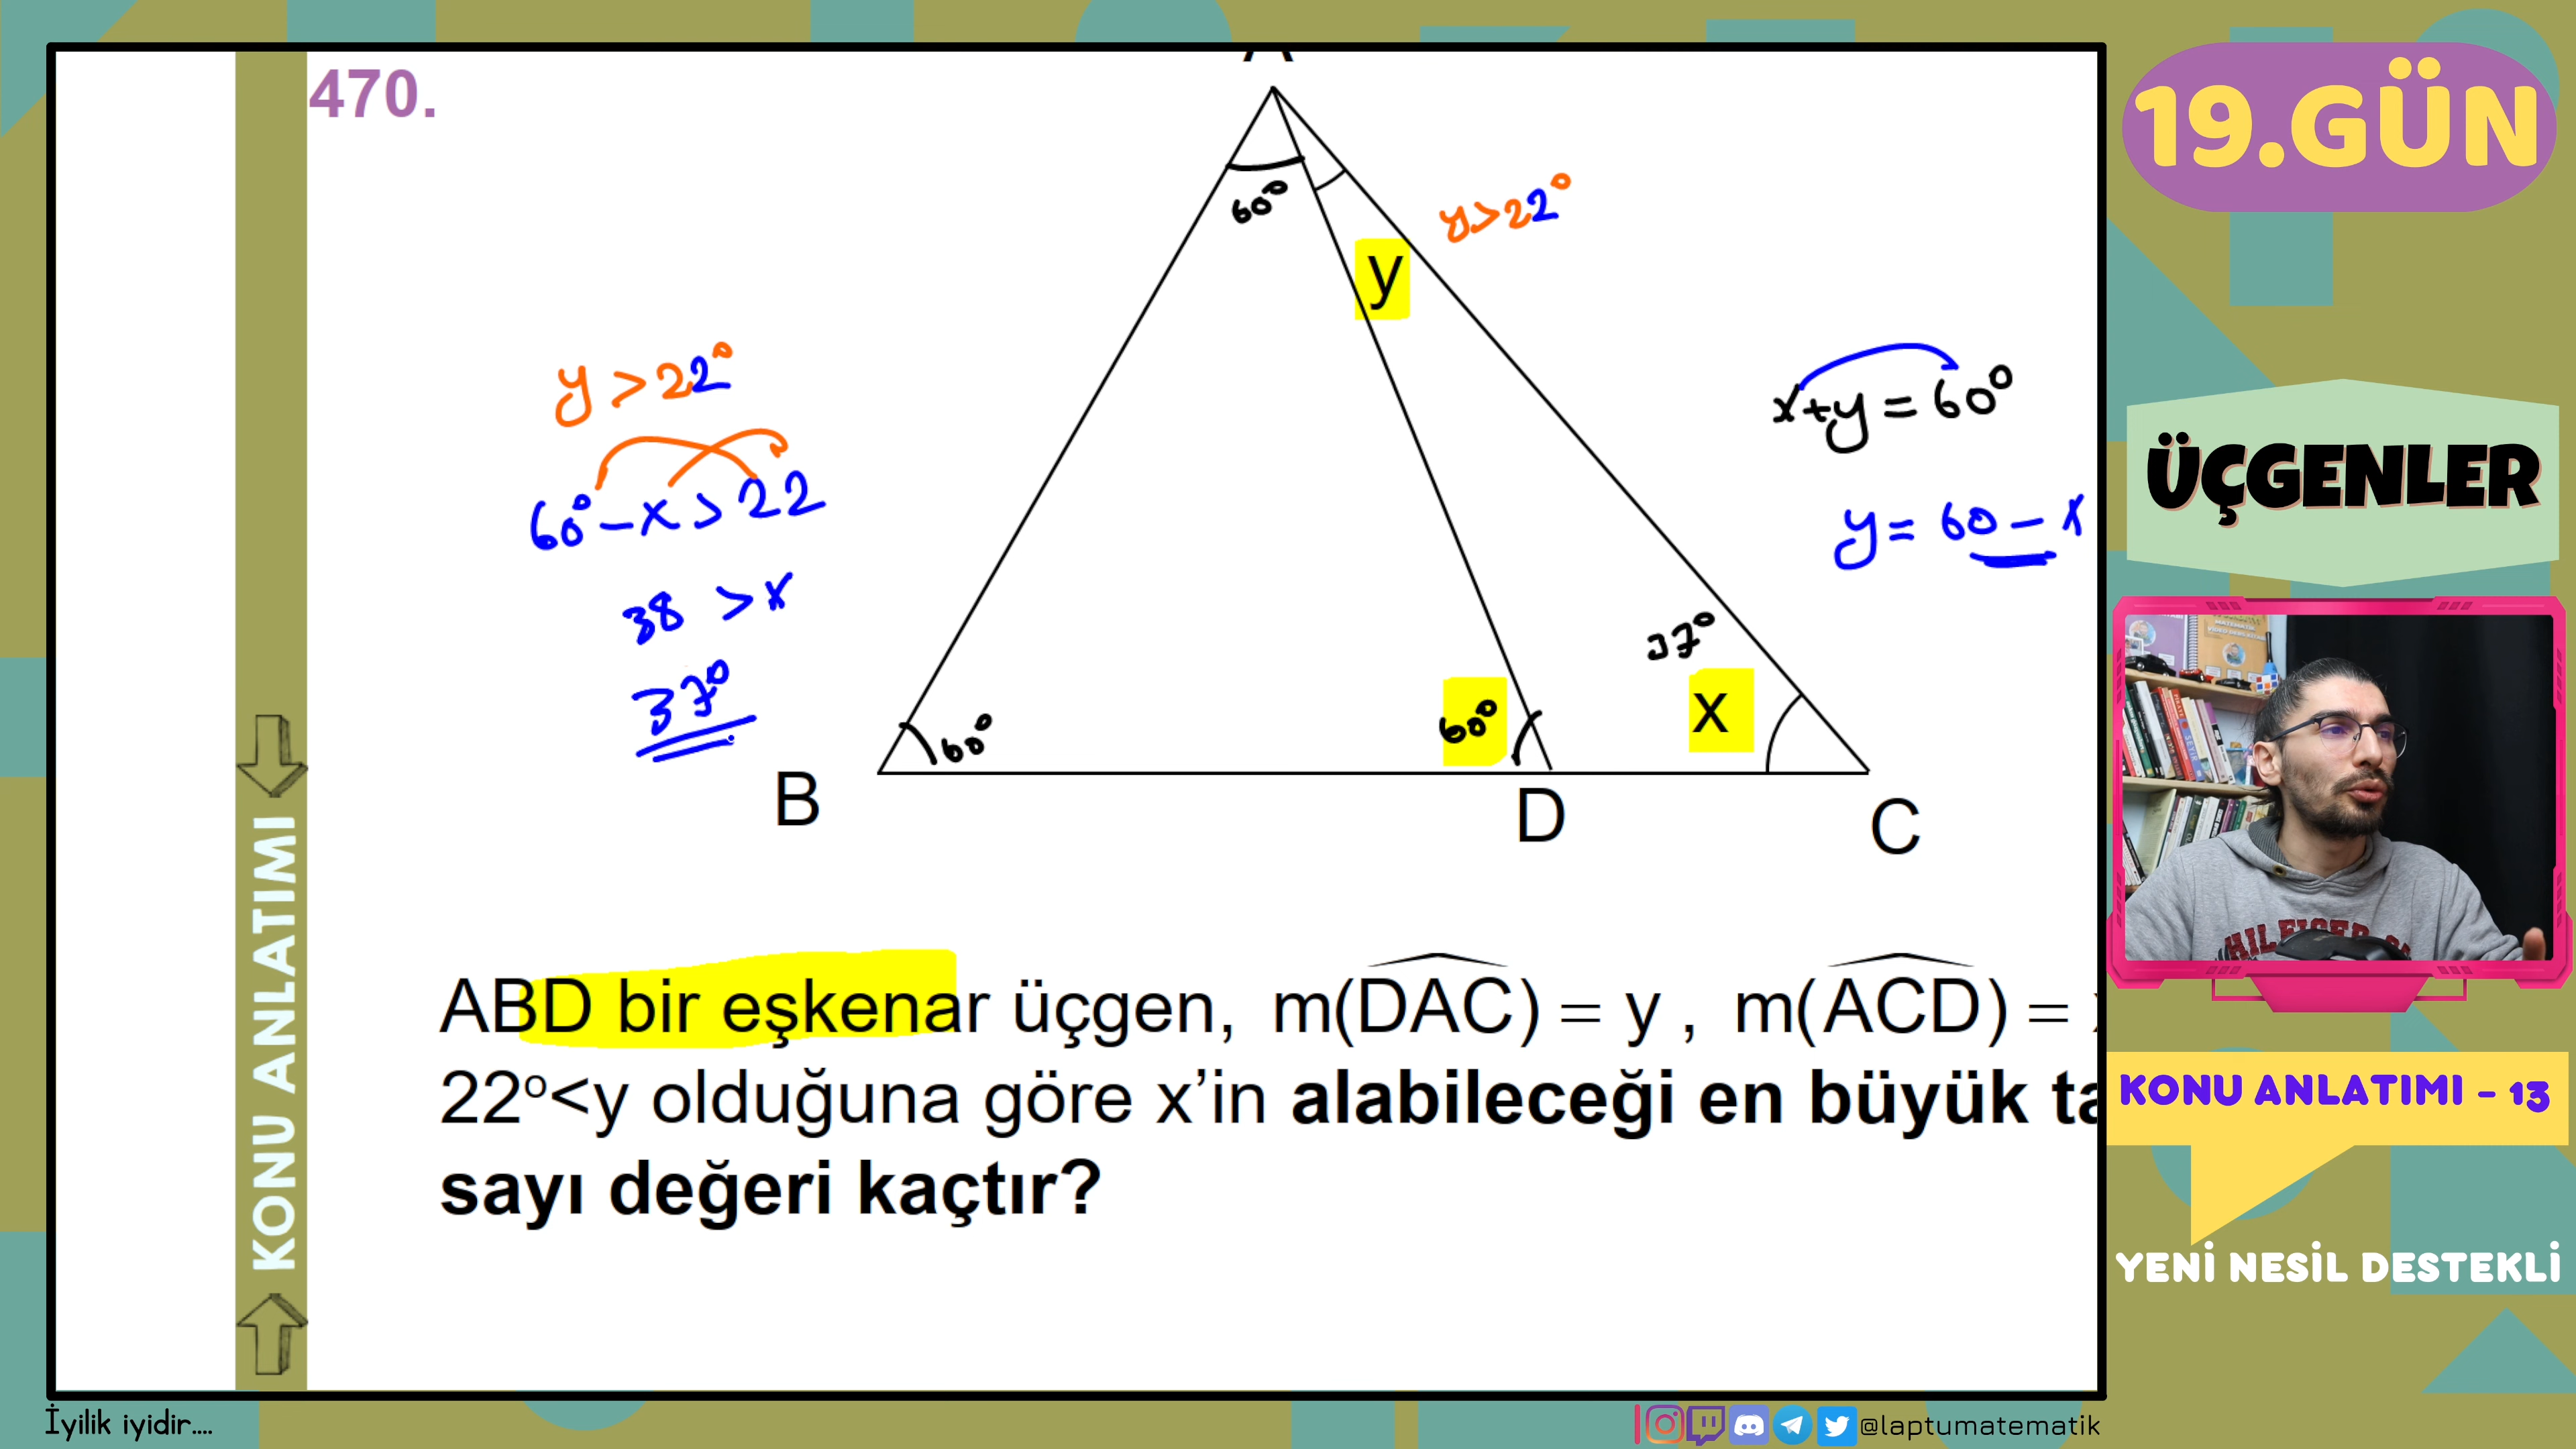 470.
60°
y>22°
y
y > 22°
60° - x > 22
38 > x
37°
x+y = 60°
y = 60 - x
37°
x
60°
60°
B
D
C
ABD bir eşkenar üçgen, m(DAC) = y , m(ACD) =
22°<y olduğuna göre x'in alabileceği en büyük ta
sayı değeri kaçtır?
KONU ANLATIMI
19.GÜN
ÜÇGENLER
KONU ANLATIMI - 13
YENİ NESİL DESTEKLİ
İyilik iyidir....
@laptumatematik